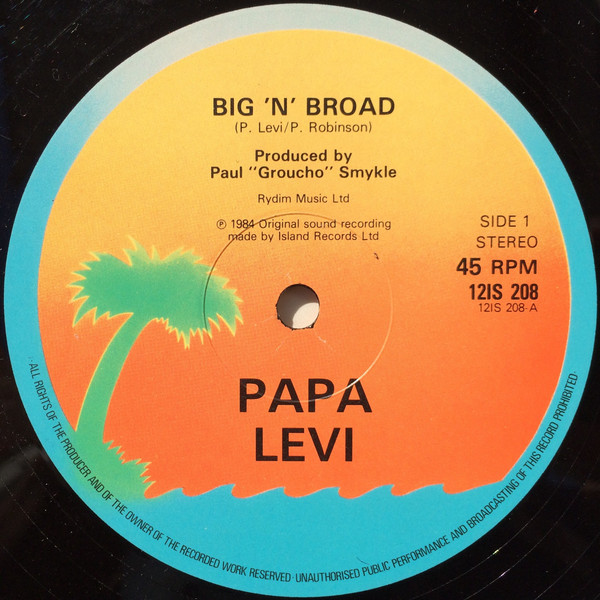 BIG 'N' BROAD
(P. Levi/P. Robinson)
Produced by
Paul "Groucho" Smykle
Rydim Music Ltd
℗ 1984 Original sound recording
made by Island Records Ltd
SIDE 1
STEREO
45 RPM
12IS 208
12IS 208-A
PAPA
LEVI
·ALL RIGHTS OF THE PRODUCER AND OF THE OWNER OF THE RECORDED WORK RESERVED·UNAUTHORISED PUBLIC PERFORMANCE AND BROADCASTING OF THIS RECORD PROHIBITED·